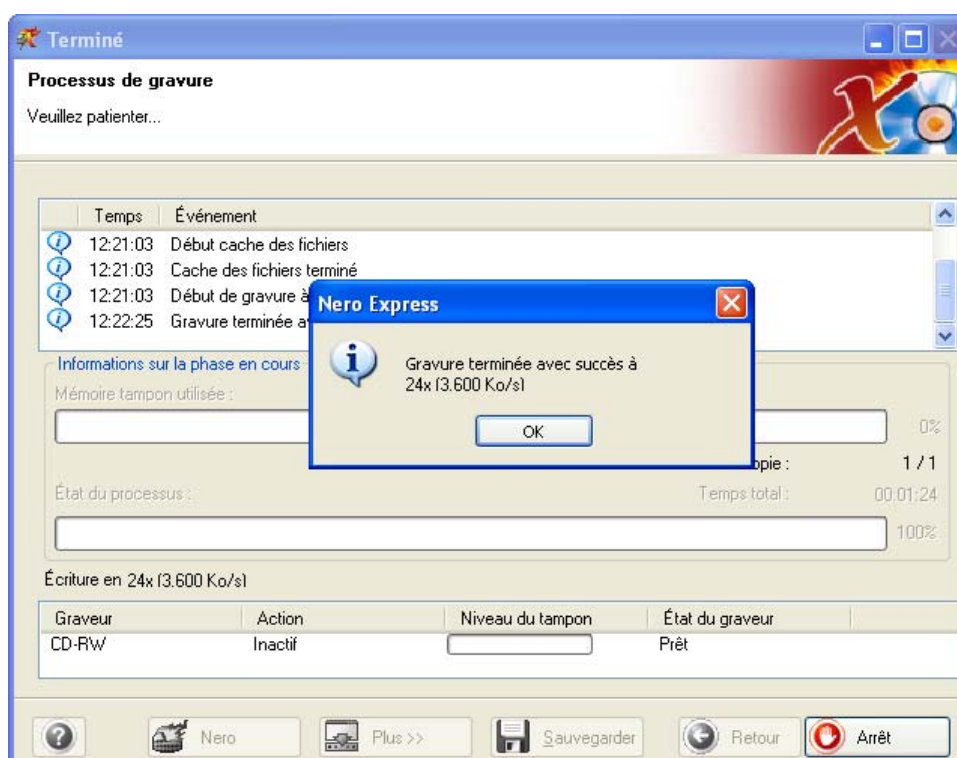 Terminé
Processus de gravure
Veuillez patienter...
Temps Événement
12:21:03 Début cache des fichiers
12:21:03 Cache des fichiers terminé
12:21:03 Début de gravure à
12:22:25 Gravure terminée
Nero Express
Gravure terminée avec succès à
24x (3.600 Ko/s)
OK
Informations sur la phase en cours
Mémoire tampon utilisée :
0%
1 / 1
État du processus :
Temps total :
00:01:24
100%
Écriture en 24x (3.600 Ko/s)
Graveur Action Niveau du tampon État du graveur
CD-RW Inactif Prêt
Nero Plus >> Sauvegarder Retour Arrêt